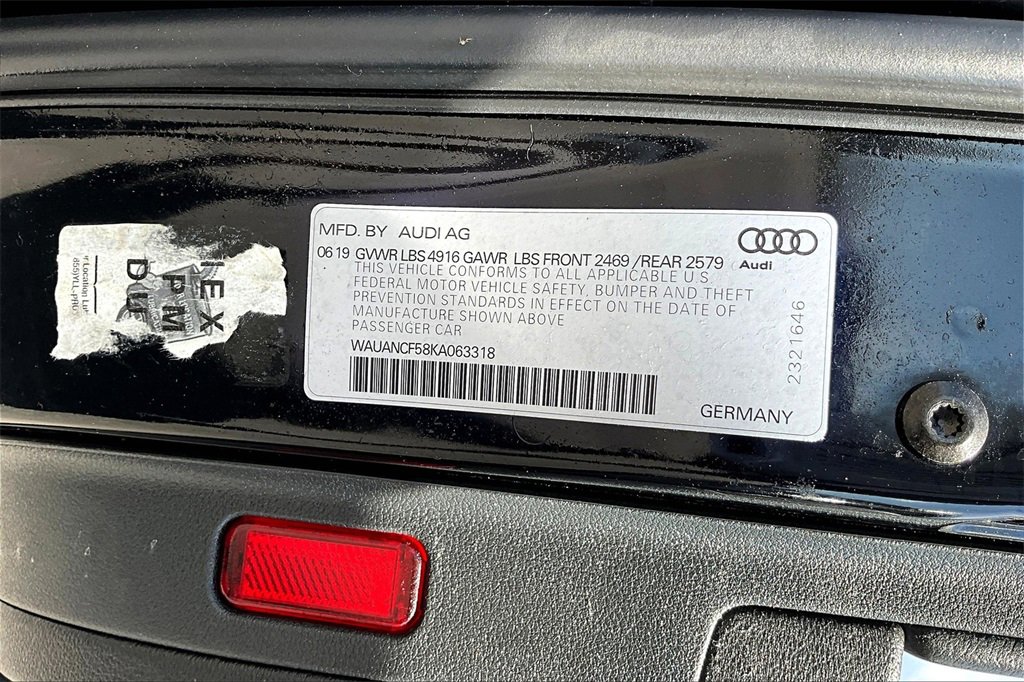 MFD. BY AUDI AG
06 19 GVWR LBS 4916 GAWR LBS FRONT 2469 /REAR 2579
THIS VEHICLE CONFORMS TO ALL APPLICABLE U.S.
FEDERAL MOTOR VEHICLE SAFETY, BUMPER AND THEFT
PREVENTION STANDARDS IN EFFECT ON THE DATE OF
MANUFACTURE SHOWN ABOVE
PASSENGER CAR
WAUANCF58KA063318
GERMANY
Audi
2321646
IEX
PM